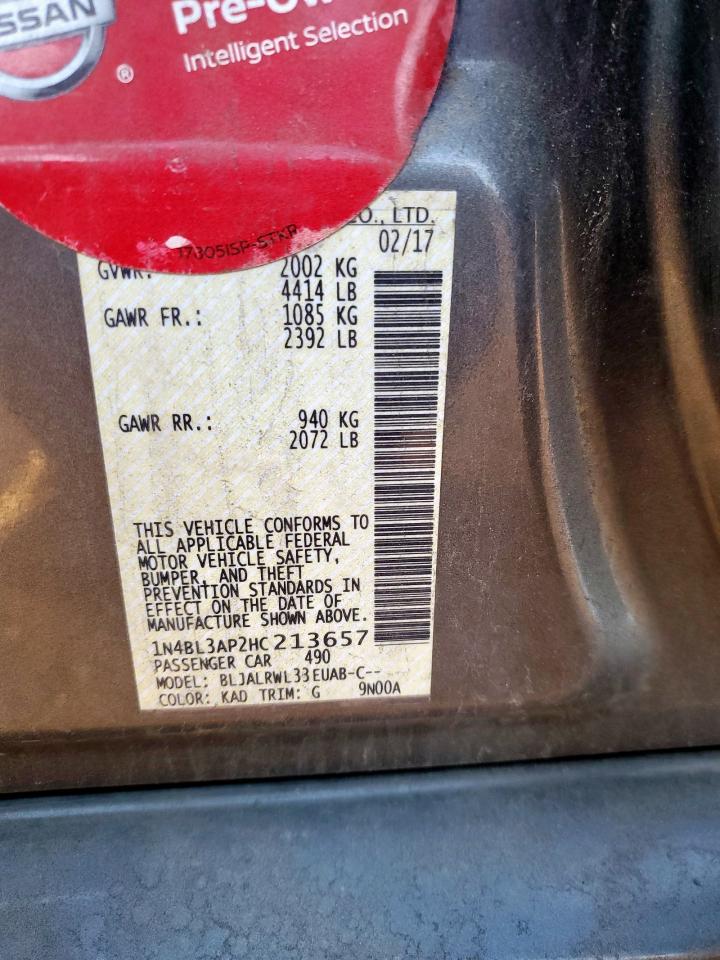 NISSAN
Pre-Ow
Intelligent Selection
®
17305ISP-STKR
CO., LTD.
02/17
GVWR: 2002 KG
4414 LB
GAWR FR.: 1085 KG
2392 LB
GAWR RR.: 940 KG
2072 LB
THIS VEHICLE CONFORMS TO
ALL APPLICABLE FEDERAL
MOTOR VEHICLE SAFETY,
BUMPER, AND THEFT
PREVENTION STANDARDS IN
EFFECT ON THE DATE OF
MANUFACTURE SHOWN ABOVE.
1N4BL3AP2HC213657
PASSENGER CAR 490
MODEL: BLJALRWL33EUAB-C--
COLOR: KAD TRIM: G 9N00A